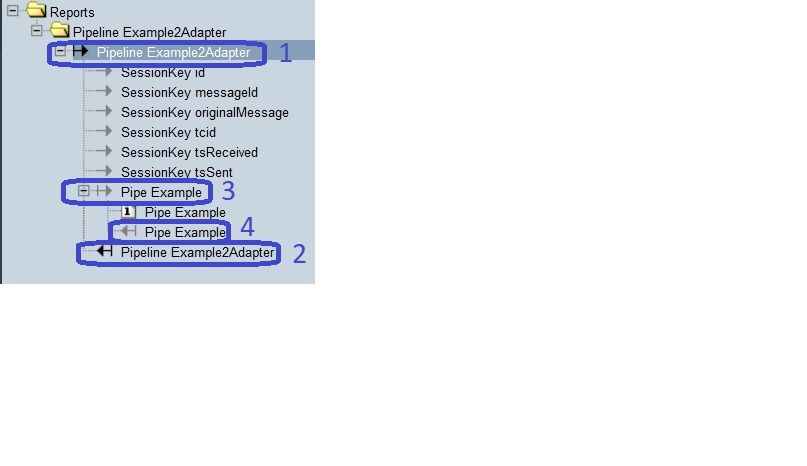 Reports
Pipeline Example2Adapter
Pipeline Example2Adapter 1
SessionKey id
SessionKey messageId
SessionKey originalMessage
SessionKey tcid
SessionKey tsReceived
SessionKey tsSent
Pipe Example 3
1 Pipe Example
Pipe Example 4
Pipeline Example2Adapter 2